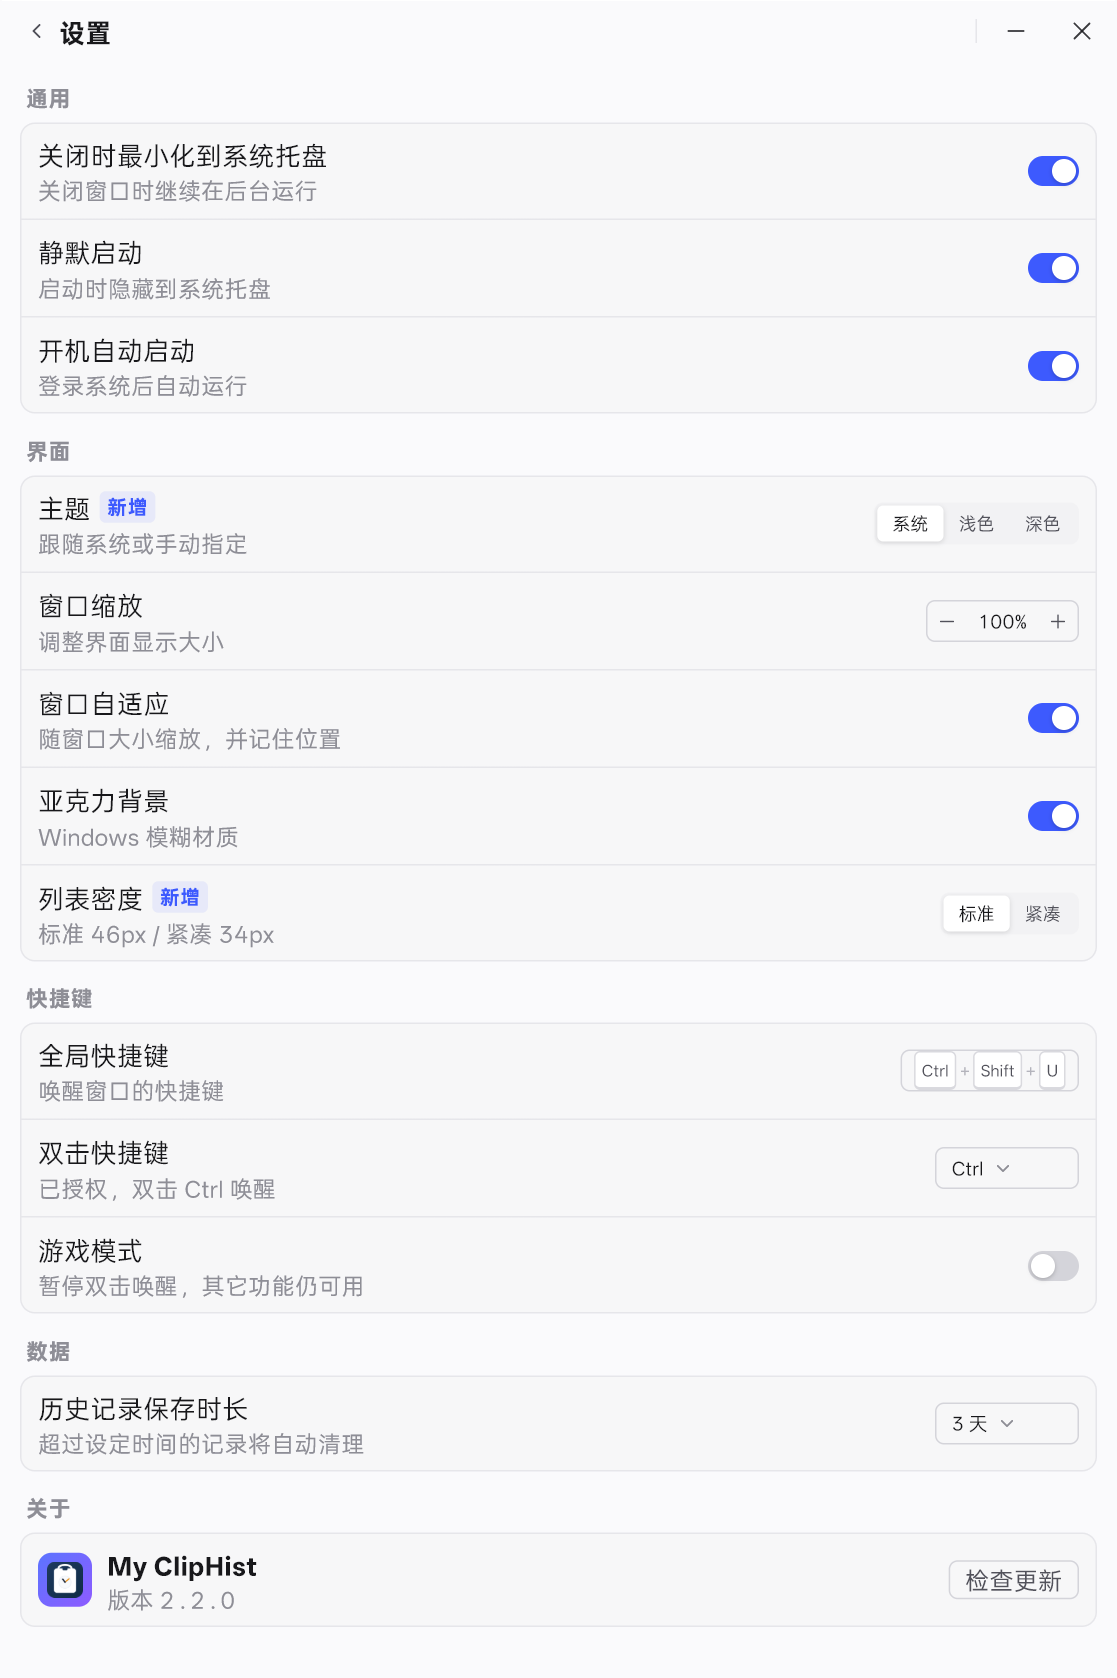 设置
通用
关闭时最小化到系统托盘
关闭窗口时继续在后台运行
静默启动
启动时隐藏到系统托盘
开机自动启动
登录系统后自动运行
界面
主题 新增
跟随系统或手动指定
系统 浅色 深色
窗口缩放
调整界面显示大小
100%
窗口自适应
随窗口大小缩放，并记住位置
亚克力背景
Windows 模糊材质
列表密度 新增
标准 46px / 紧凑 34px
标准 紧凑
快捷键
全局快捷键
唤醒窗口的快捷键
Ctrl + Shift + U
双击快捷键
已授权，双击 Ctrl 唤醒
Ctrl
游戏模式
暂停双击唤醒，其它功能仍可用
数据
历史记录保存时长
超过设定时间的记录将自动清理
3 天
关于
My ClipHist
版本 2.2.0
检查更新